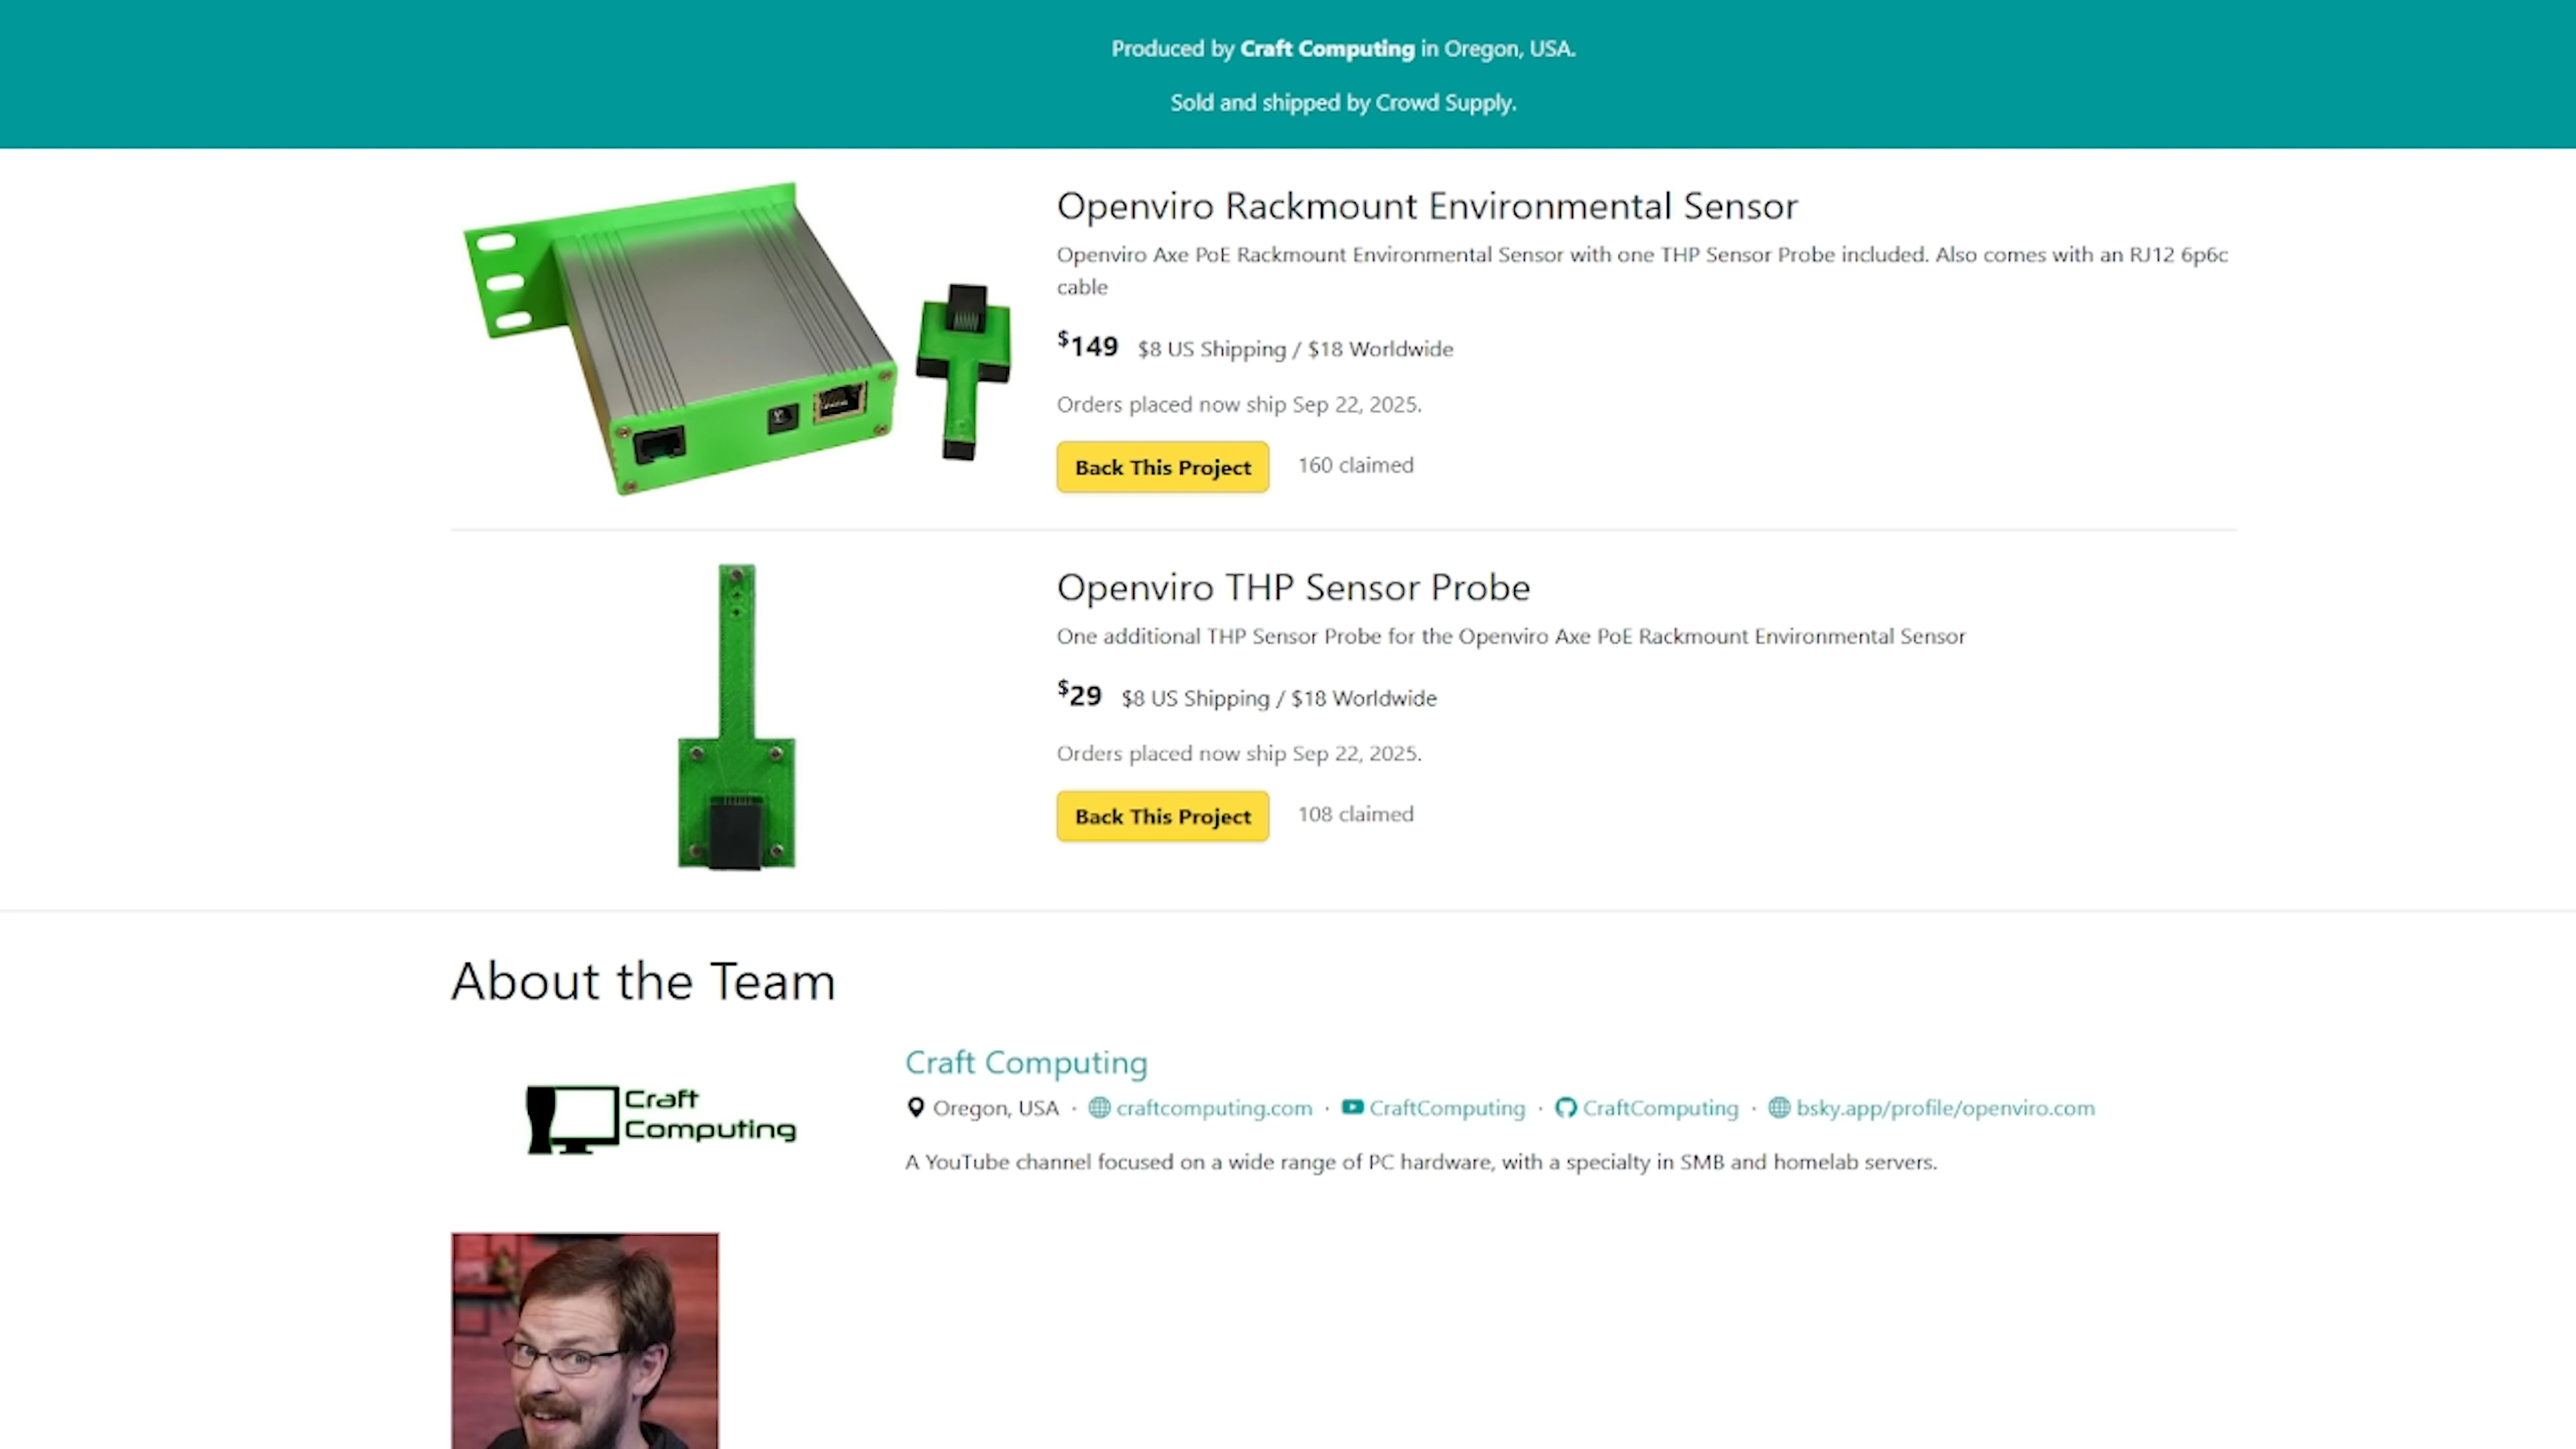 Produced by Craft Computing in Oregon, USA.
Sold and shipped by Crowd Supply.
Openviro Rackmount Environmental Sensor
Openviro Axe PoE Rackmount Environmental Sensor with one THP Sensor Probe included. Also comes with an RJ12 6p6c
cable
$149 $8 US Shipping / $18 Worldwide
Orders placed now ship Sep 22, 2025.
Back This Project 160 claimed
Openviro THP Sensor Probe
One additional THP Sensor Probe for the Openviro Axe PoE Rackmount Environmental Sensor
$29 $8 US Shipping / $18 Worldwide
Orders placed now ship Sep 22, 2025.
Back This Project 108 claimed
About the Team
Craft
Computing
Craft Computing
Oregon, USA · craftcomputing.com · CraftComputing · CraftComputing · bsky.app/profile/openviro.com
A YouTube channel focused on a wide range of PC hardware, with a specialty in SMB and homelab servers.